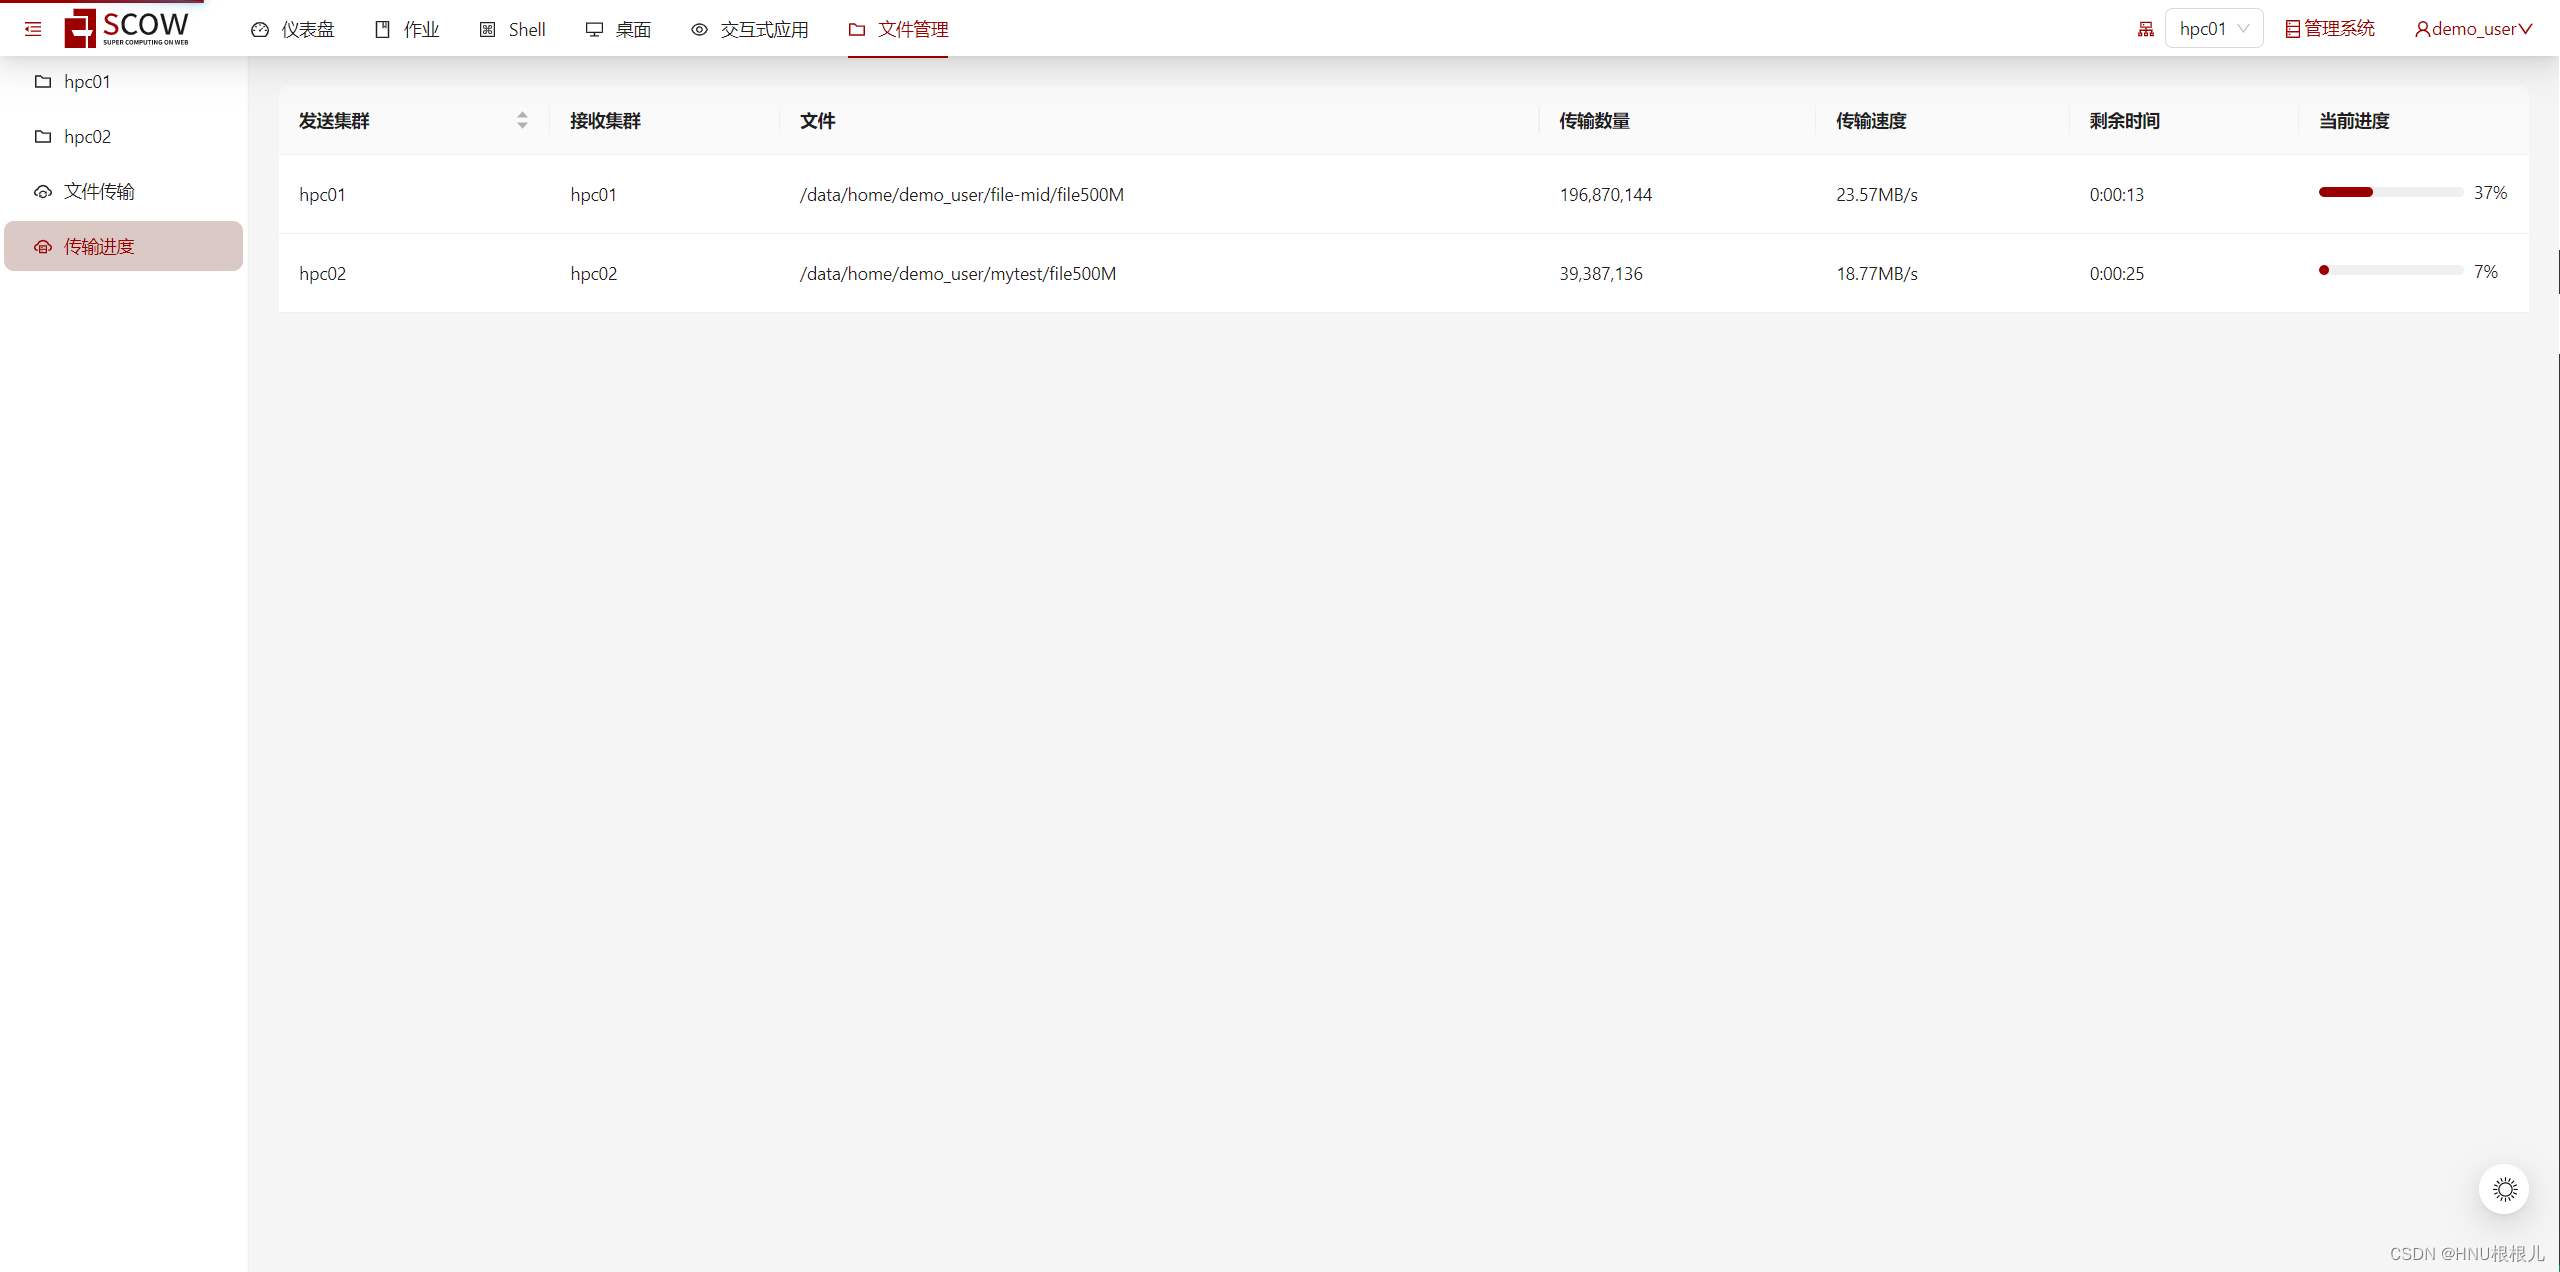 SCOW
SUPER COMPUTING ON WEB
仪表盘 作业 Shell 桌面 交互式应用 文件管理 hpc01 管理系统 demo_user
hpc01
hpc02
文件传输
传输进度
发送集群 接收集群 文件 传输数量 传输速度 剩余时间 当前进度
hpc01 hpc01 /data/home/demo_user/file-mid/file500M 196,870,144 23.57MB/s 0:00:13 37%
hpc02 hpc02 /data/home/demo_user/mytest/file500M 39,387,136 18.77MB/s 0:00:25 7%
CSDN @HNU根根儿